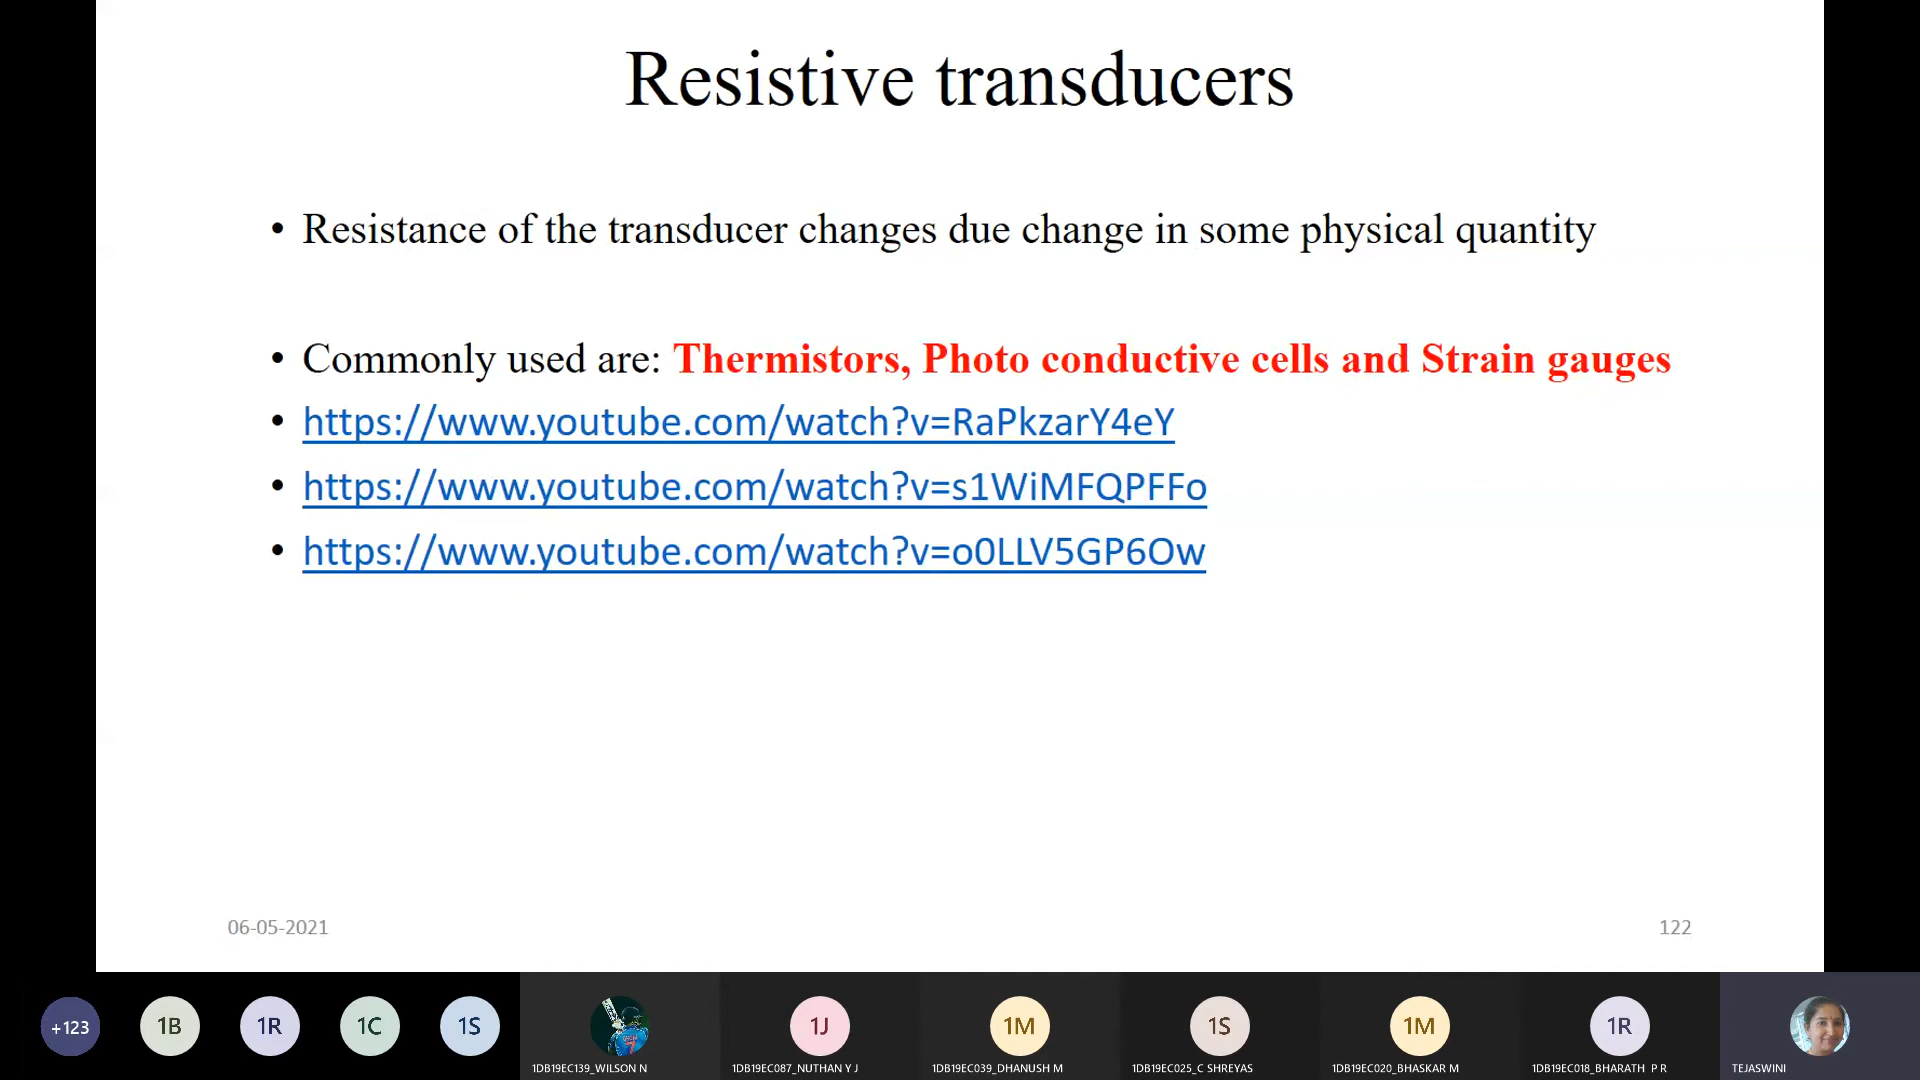 Resistive transducers
• Resistance of the transducer changes due change in some physical quantity
• Commonly used are: Thermistors, Photo conductive cells and Strain gauges
• https://www.youtube.com/watch?v=RaPkzarY4eY
• https://www.youtube.com/watch?v=s1WiMFQPFFo
• https://www.youtube.com/watch?v=o0LLV5GP6Ow
06-05-2021
122
+123
1B
1R
1C
1S
1J
1M
1S
1M
1R
1DB19EC139_WILSON N
1DB19EC087_NUTHAN Y J
1DB19EC039_DHANUSH M
1DB19EC025_C SHREYAS
1DB19EC020_BHASKAR M
1DB19EC018_BHARATH P R
TEJASWINI